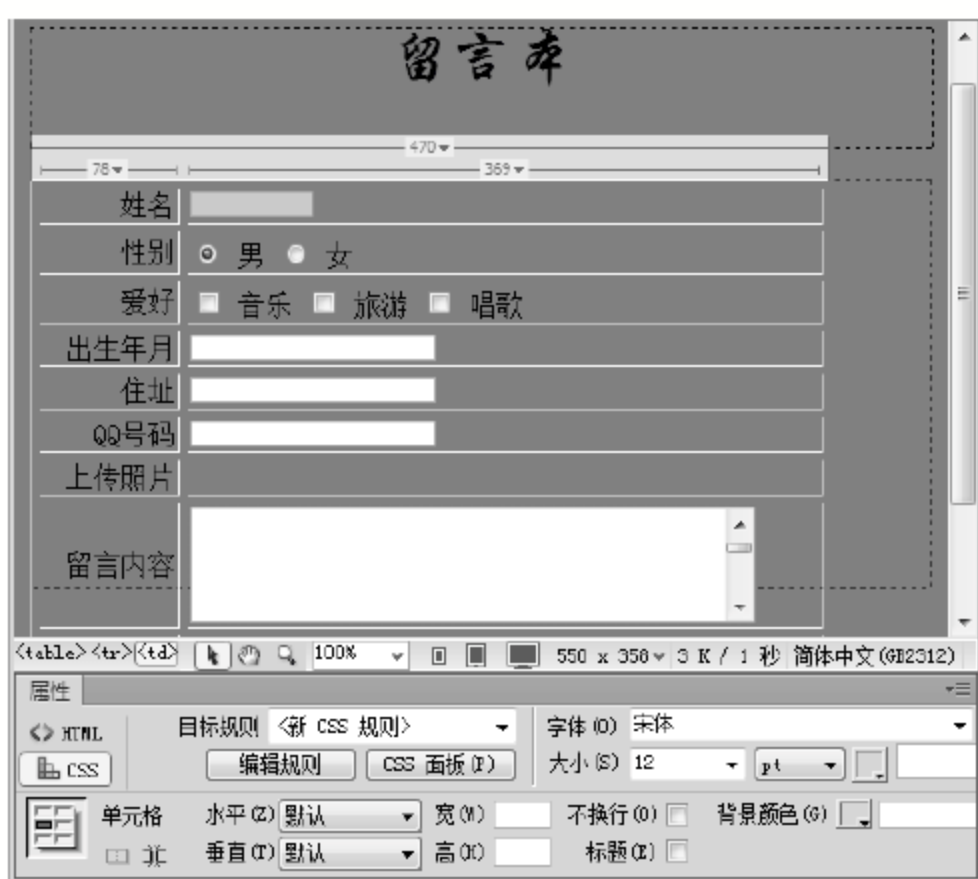 留言本
470
78 369
姓名
性别 男 女
爱好 音乐 旅游 唱歌
出生年月
住址
QQ号码
上传照片
留言内容
<table> <tr> <td> 100% 550 x 356 3 K / 1 秒 简体中文(GB2312)
属性
<> HTML 目标规则 <新 CSS 规则> 字体(O) 宋体
CSS 编辑规则 CSS 面板(P) 大小(S) 12 pt
单元格 水平(Z) 默认 宽(W) 不换行(O) 背景颜色(G)
垂直(T) 默认 高(H) 标题(E)